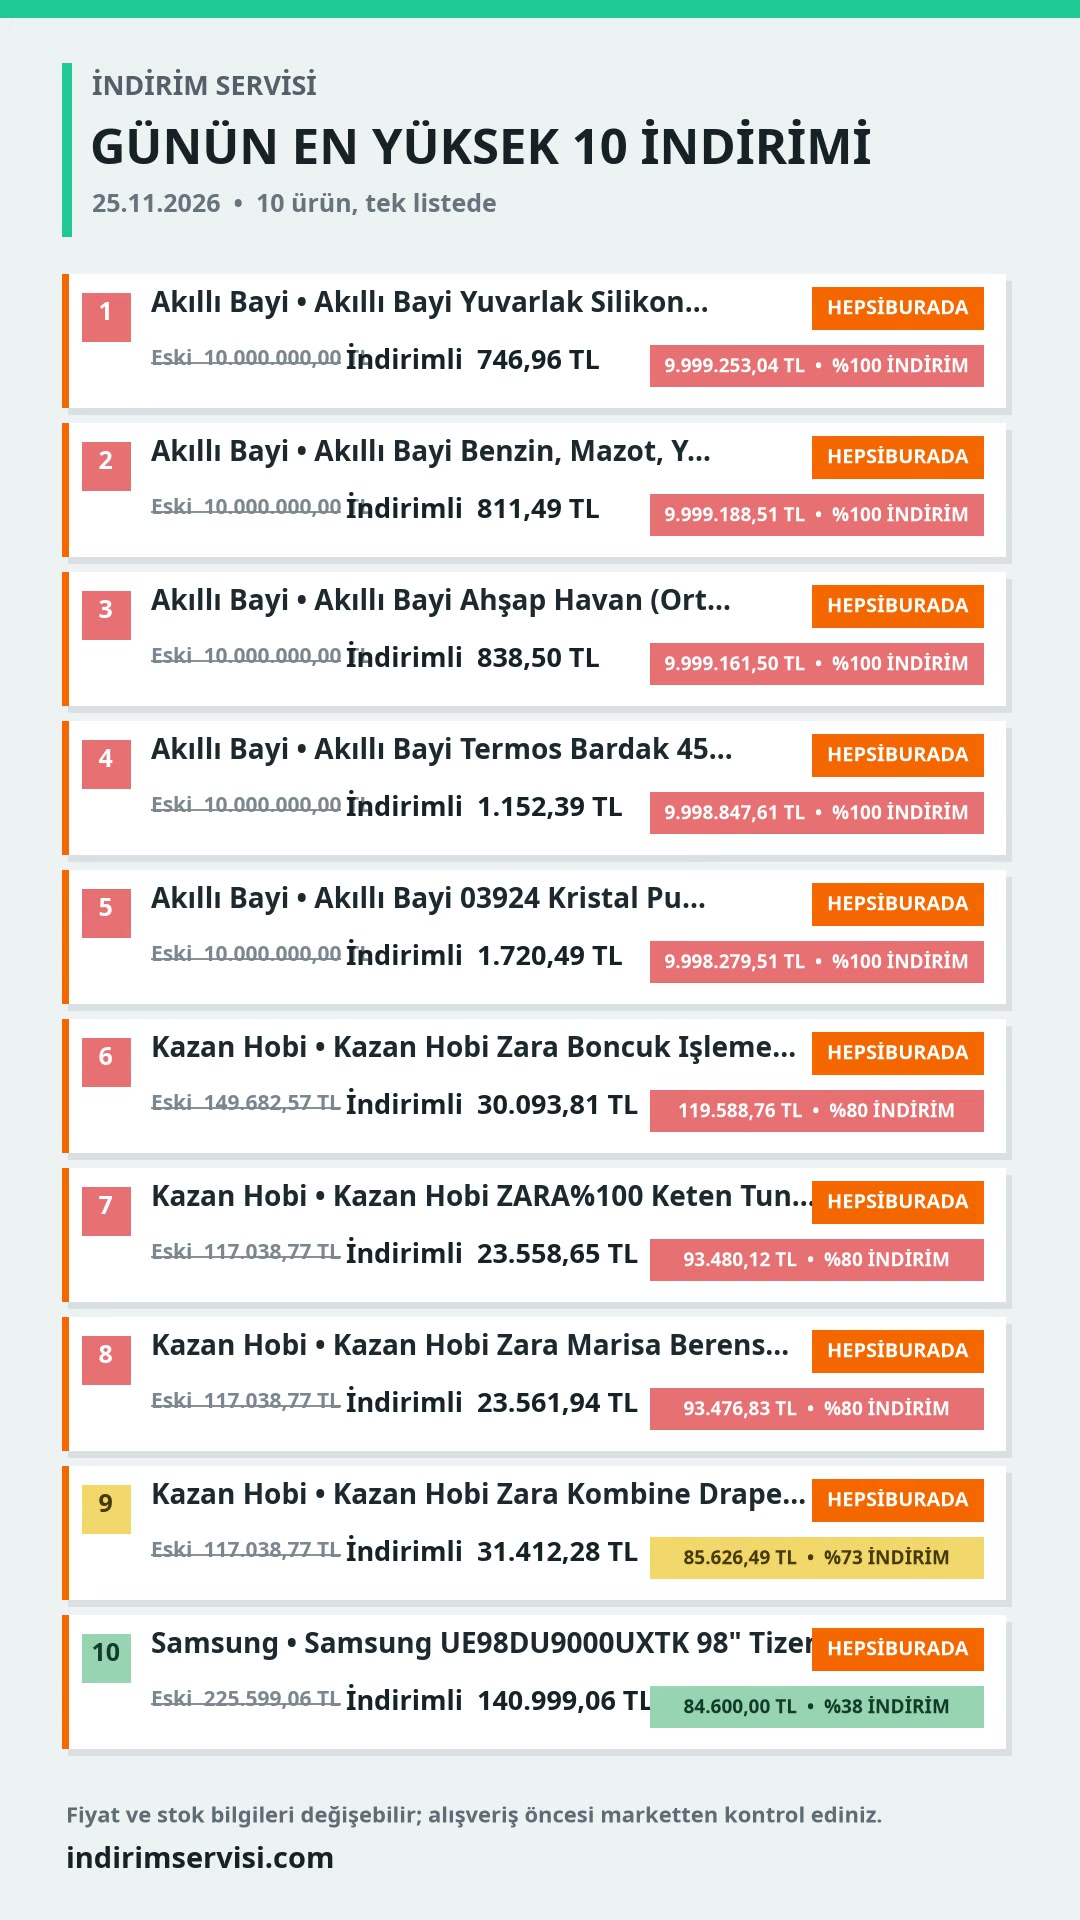 İNDİRİM SERVİSİ
GÜNÜN EN YÜKSEK 10 İNDİRİMİ
25.11.2026 • 10 ürün, tek listede
1 Akıllı Bayi • Akıllı Bayi Yuvarlak Silikon... HEPSİBURADA
Eski 10.000.000,00 TL İndirimli 746,96 TL 9.999.253,04 TL • %100 İNDİRİM
2 Akıllı Bayi • Akıllı Bayi Benzin, Mazot, Y... HEPSİBURADA
Eski 10.000.000,00 TL İndirimli 811,49 TL 9.999.188,51 TL • %100 İNDİRİM
3 Akıllı Bayi • Akıllı Bayi Ahşap Havan (Ort... HEPSİBURADA
Eski 10.000.000,00 TL İndirimli 838,50 TL 9.999.161,50 TL • %100 İNDİRİM
4 Akıllı Bayi • Akıllı Bayi Termos Bardak 45... HEPSİBURADA
Eski 10.000.000,00 TL İndirimli 1.152,39 TL 9.998.847,61 TL • %100 İNDİRİM
5 Akıllı Bayi • Akıllı Bayi 03924 Kristal Pu... HEPSİBURADA
Eski 10.000.000,00 TL İndirimli 1.720,49 TL 9.998.279,51 TL • %100 İNDİRİM
6 Kazan Hobi • Kazan Hobi Zara Boncuk Işleme... HEPSİBURADA
Eski 149.682,57 TL İndirimli 30.093,81 TL 119.588,76 TL • %80 İNDİRİM
7 Kazan Hobi • Kazan Hobi ZARA%100 Keten Tun... HEPSİBURADA
Eski 117.038,77 TL İndirimli 23.558,65 TL 93.480,12 TL • %80 İNDİRİM
8 Kazan Hobi • Kazan Hobi Zara Marisa Berens... HEPSİBURADA
Eski 117.038,77 TL İndirimli 23.561,94 TL 93.476,83 TL • %80 İNDİRİM
9 Kazan Hobi • Kazan Hobi Zara Kombine Drape... HEPSİBURADA
Eski 117.038,77 TL İndirimli 31.412,28 TL 85.626,49 TL • %73 İNDİRİM
10 Samsung • Samsung UE98DU9000UXTK 98" Tizen HEPSİBURADA
Eski 225.599,06 TL İndirimli 140.999,06 TL 84.600,00 TL • %38 İNDİRİM
Fiyat ve stok bilgileri değişebilir; alışveriş öncesi marketten kontrol ediniz.
indirimservisi.com